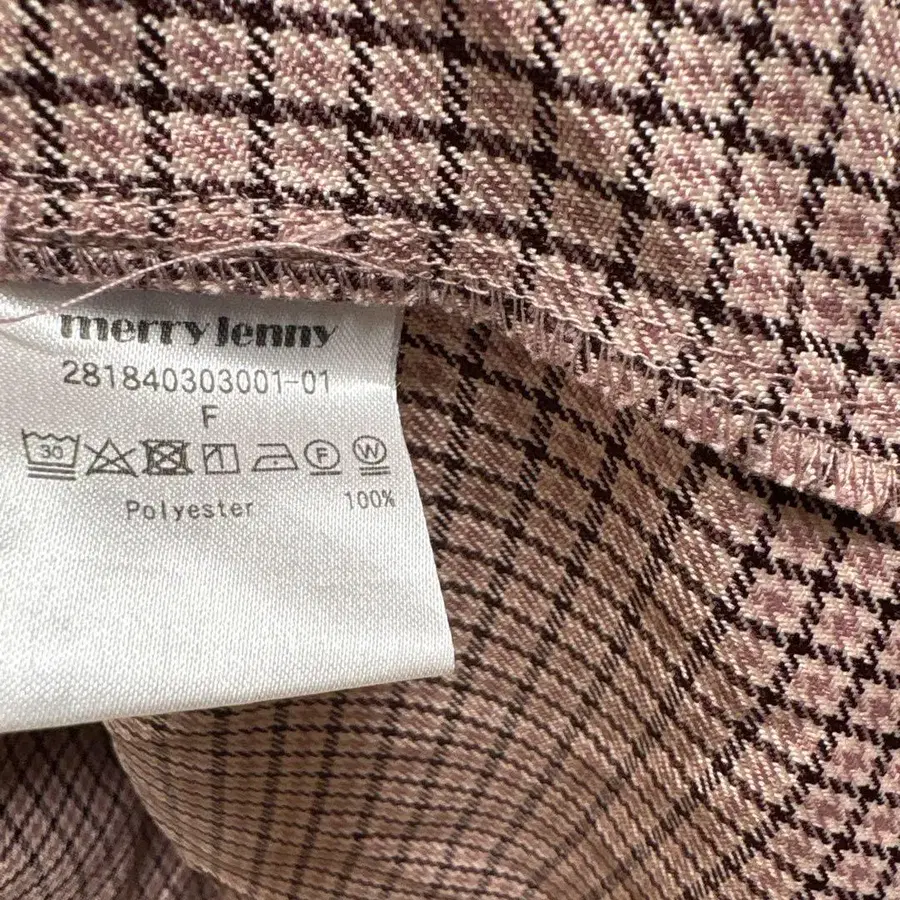 merry jenny
281840303001-01
F
30 F W
Polyester 100%